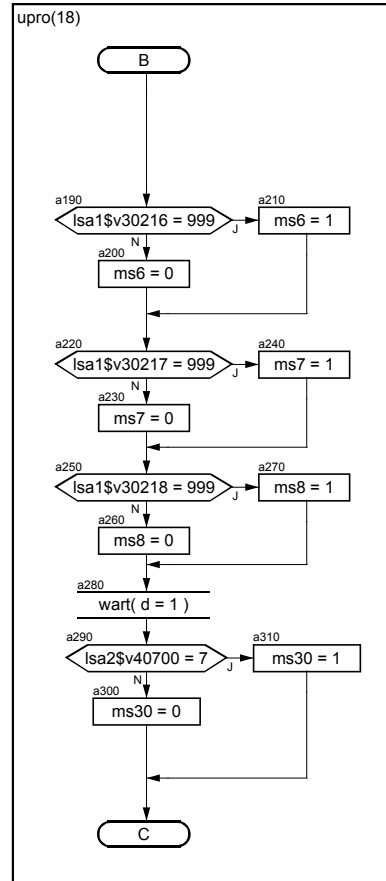 upro(18)
B
a190
lsa1$v30216 = 999
J
N
a210
ms6 = 1
a200
ms6 = 0
a220
lsa1$v30217 = 999
J
N
a240
ms7 = 1
a230
ms7 = 0
a250
lsa1$v30218 = 999
J
N
a270
ms8 = 1
a260
ms8 = 0
a280
wart( d = 1 )
a290
lsa2$v40700 = 7
J
N
a310
ms30 = 1
a300
ms30 = 0
C